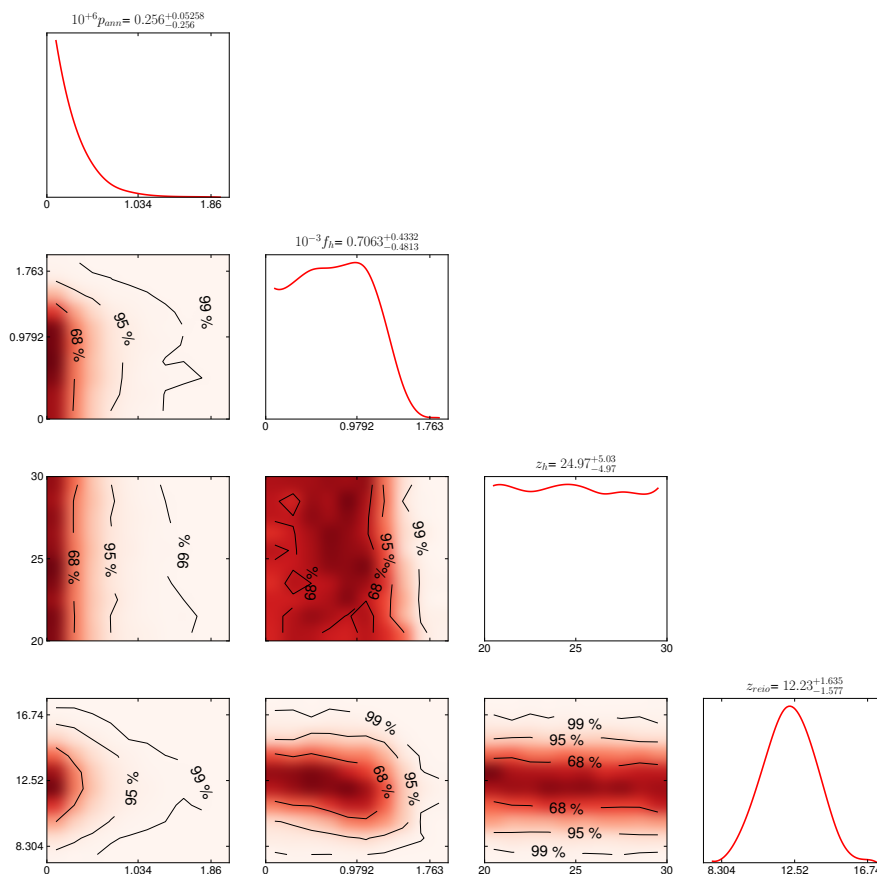 10^{+6}p_{ann} = 0.256^{+0.05258}_{-0.256}
0 1.034 1.86
10^{-3}f_h = 0.7063^{+0.4332}_{-0.4813}
1.763
0.9792
0
68 %
95 %
99 %
0 0.9792 1.763
z_h = 24.97^{+5.03}_{-4.97}
30
25
20
68 %
95 %
99 %
68 %
68 %
95 %
99 %
20 25 30
z_{reio} = 12.23^{+1.635}_{-1.577}
16.74
12.52
8.304
95 %
99 %
99 %
68 %
95 %
99 %
95 %
68 %
68 %
95 %
99 %
0 1.034 1.86
0 0.9792 1.763
20 25 30
8.304 12.52 16.74